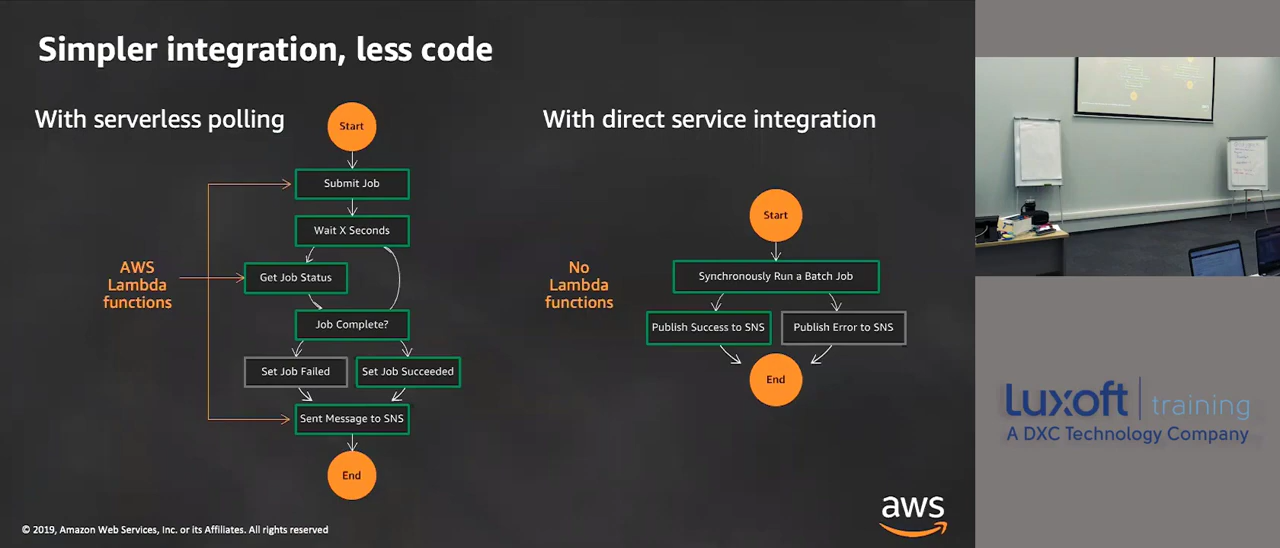 Simpler integration, less code
With serverless polling
Start
Submit Job
Wait X Seconds
Get Job Status
Job Complete?
Set Job Failed
Set Job Succeeded
Sent Message to SNS
End
AWS
Lambda
functions
With direct service integration
Start
Synchronously Run a Batch Job
No
Lambda
functions
Publish Success to SNS
Publish Error to SNS
End
© 2019, Amazon Web Services, Inc. or its Affiliates. All rights reserved
aws
Luxoft training
A DXC Technology Company